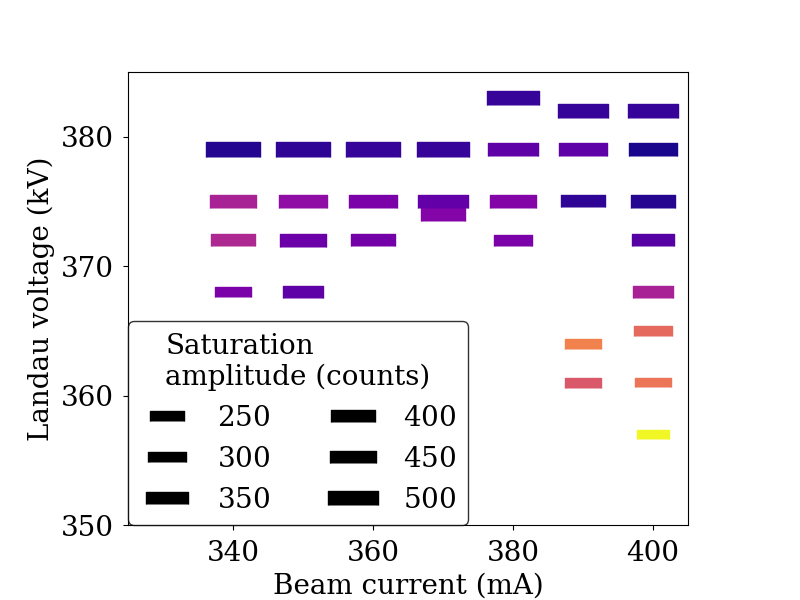 380
370
360
350
Landau voltage (kV)
Saturation
amplitude (counts)
250 400
300 450
350 500
340 360 380 400
Beam current (mA)